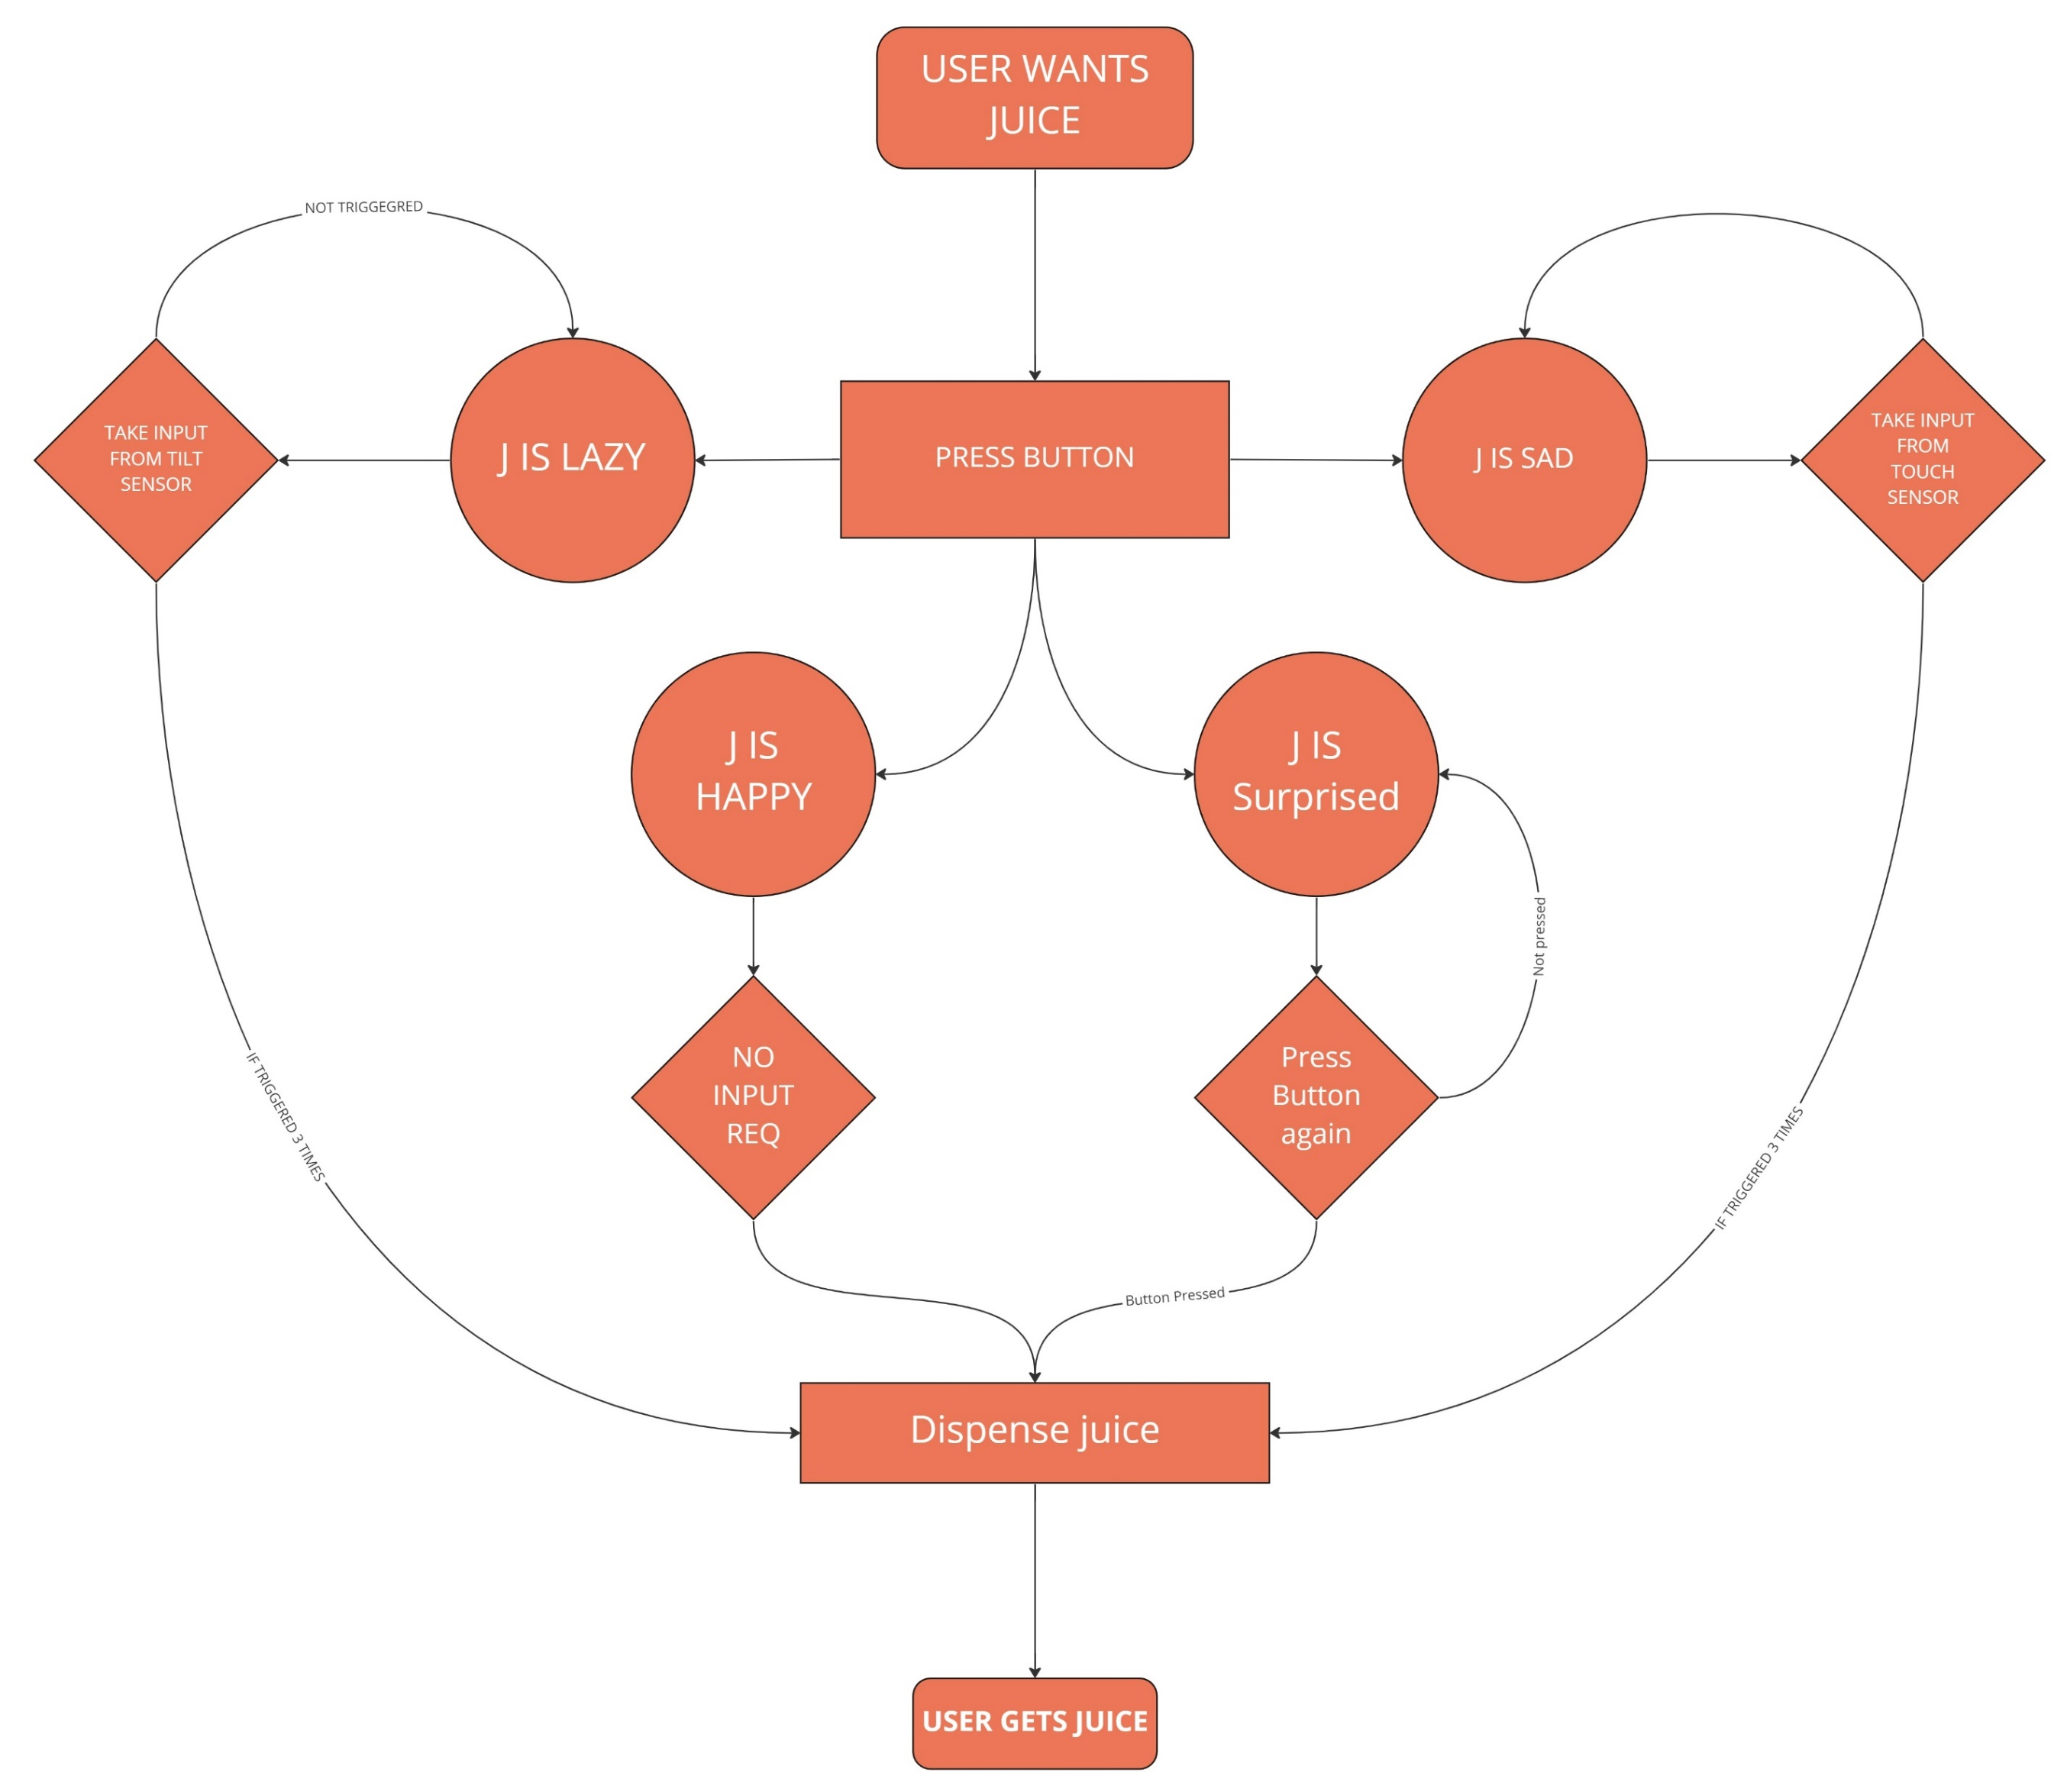 USER WANTS
JUICE
NOT TRIGGEGRED
TAKE INPUT
FROM TILT
SENSOR
J IS LAZY
PRESS BUTTON
J IS SAD
TAKE INPUT
FROM
TOUCH
SENSOR
J IS
HAPPY
J IS
Surprised
Not pressed
NO
INPUT
REQ
Press
Button
again
IF TRIGGERED 3 TIMES
IF TRIGGERED 3 TIMES
Button Pressed
Dispense juice
USER GETS JUICE